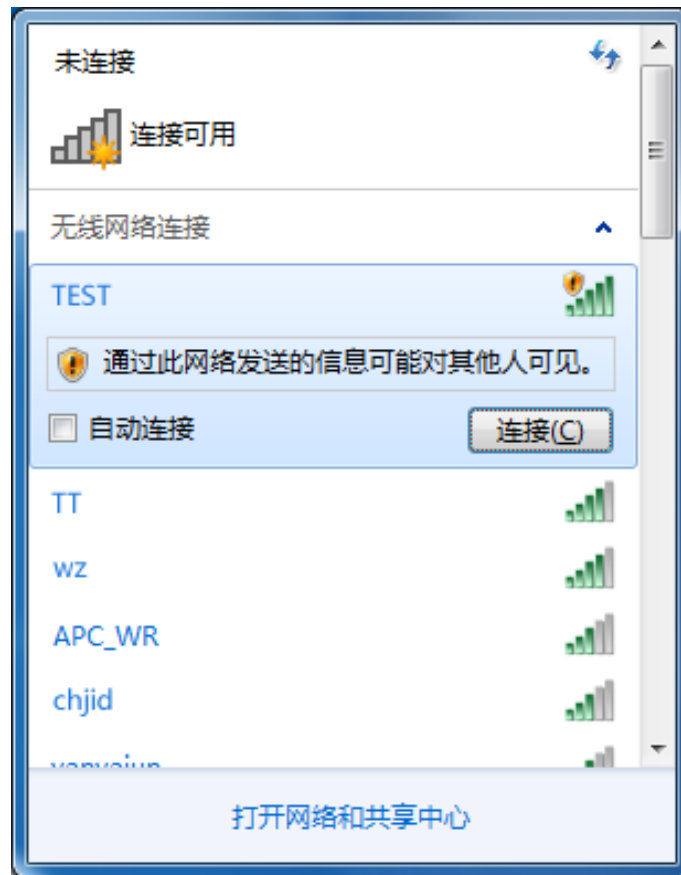 未连接
连接可用
无线网络连接
TEST
通过此网络发送的信息可能对其他人可见。
自动连接
连接(C)
TT
wz
APC_WR
chjid
打开网络和共享中心